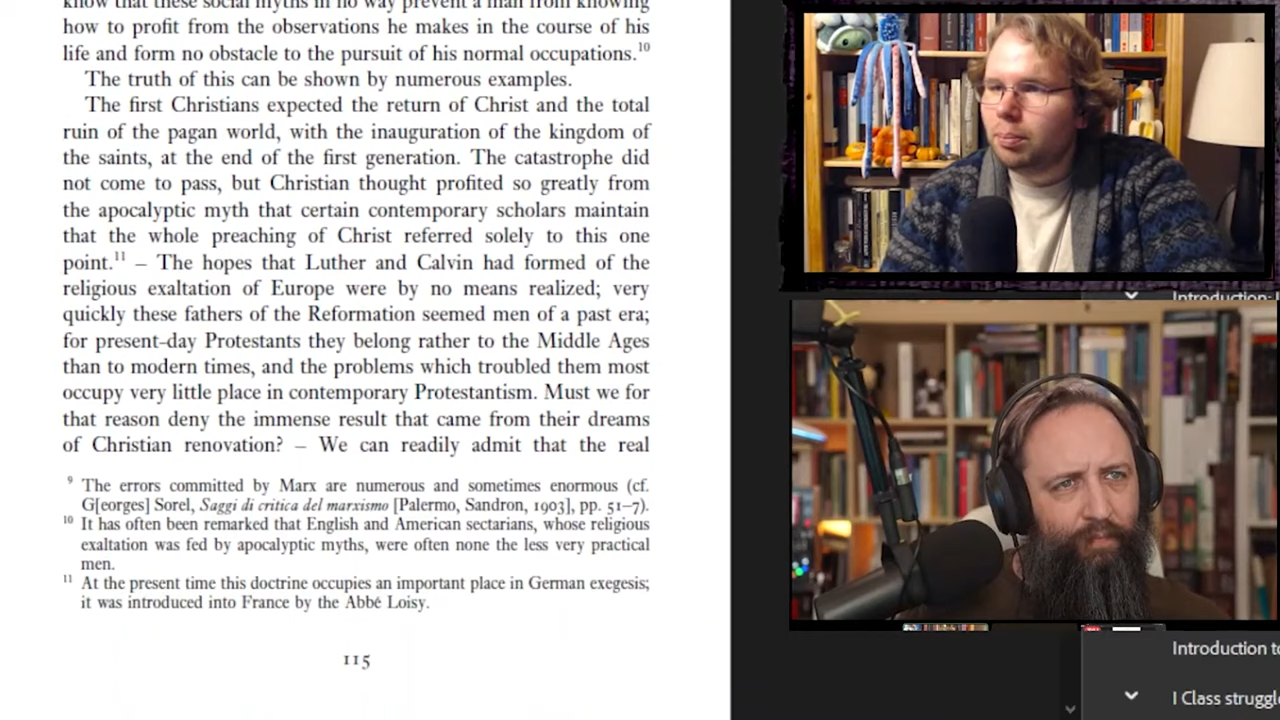 know that these social myths in no way prevent a man from knowing
how to profit from the observations he makes in the course of his
life and form no obstacle to the pursuit of his normal occupations.¹⁰
The truth of this can be shown by numerous examples.
The first Christians expected the return of Christ and the total
ruin of the pagan world, with the inauguration of the kingdom of
the saints, at the end of the first generation. The catastrophe did
not come to pass, but Christian thought profited so greatly from
the apocalyptic myth that certain contemporary scholars maintain
that the whole preaching of Christ referred solely to this one
point.¹¹ – The hopes that Luther and Calvin had formed of the
religious exaltation of Europe were by no means realized; very
quickly these fathers of the Reformation seemed men of a past era;
for present-day Protestants they belong rather to the Middle Ages
than to modern times, and the problems which troubled them most
occupy very little place in contemporary Protestantism. Must we for
that reason deny the immense result that came from their dreams
of Christian renovation? – We can readily admit that the real
⁹ The errors committed by Marx are numerous and sometimes enormous (cf.
G[eorges] Sorel, Saggi di critica del marxismo [Palermo, Sandron, 1903], pp. 51–7).
¹⁰ It has often been remarked that English and American sectarians, whose religious
exaltation was fed by apocalyptic myths, were often none the less very practical
men.
¹¹ At the present time this doctrine occupies an important place in German exegesis;
it was introduced into France by the Abbé Loisy.
115
Introduction:
Introduction to
I Class struggl